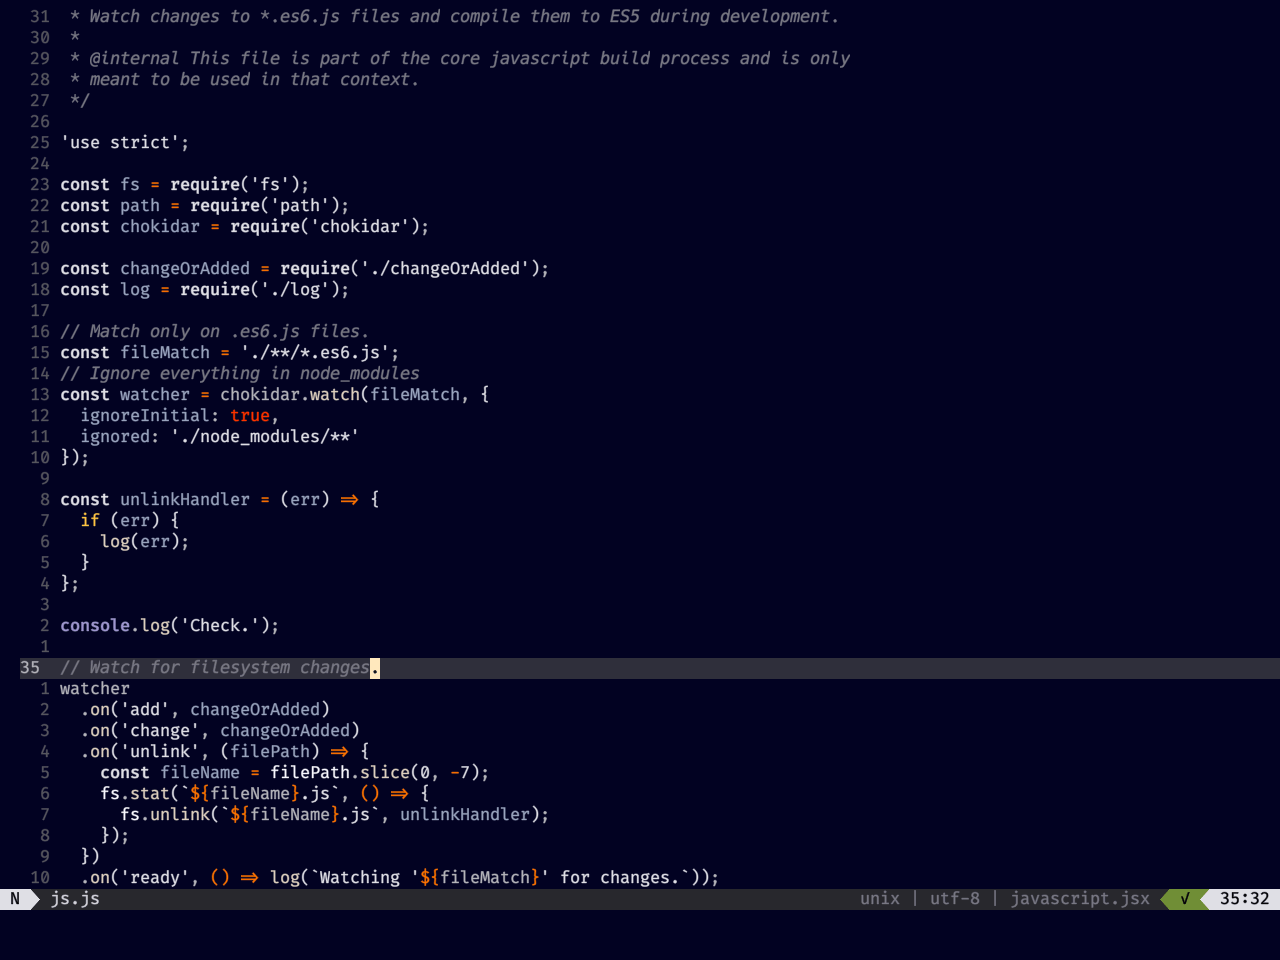 31  * Watch changes to *.es6.js files and compile them to ES5 during development.
30  *
29  * @internal This file is part of the core javascript build process and is only
28  * meant to be used in that context.
27  */
26
25 'use strict';
24
23 const fs = require('fs');
22 const path = require('path');
21 const chokidar = require('chokidar');
20
19 const changeOrAdded = require('./changeOrAdded');
18 const log = require('./log');
17
16 // Match only on .es6.js files.
15 const fileMatch = './**/*.es6.js';
14 // Ignore everything in node_modules
13 const watcher = chokidar.watch(fileMatch, {
12   ignoreInitial: true,
11   ignored: './node_modules/**'
10 });
9
8 const unlinkHandler = (err) => {
7   if (err) {
6     log(err);
5   }
4 };
3
2 console.log('Check.');
1
35 // Watch for filesystem changes.
1 watcher
2   .on('add', changeOrAdded)
3   .on('change', changeOrAdded)
4   .on('unlink', (filePath) => {
5     const fileName = filePath.slice(0, -7);
6     fs.stat(`${fileName}.js`, () => {
7       fs.unlink(`${fileName}.js`, unlinkHandler);
8     });
9   })
10   .on('ready', () => log(`Watching '${fileMatch}' for changes.`));
N js.js unix | utf-8 | javascript.jsx √ 35:32